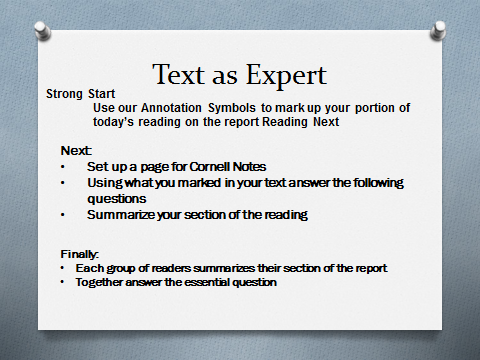 Text as Expert
Strong Start
Use our Annotation Symbols to mark up your portion of
today's reading on the report Reading Next
Next:
• Set up a page for Cornell Notes
• Using what you marked in your text answer the following
questions
• Summarize your section of the reading
Finally:
• Each group of readers summarizes their section of the report
• Together answer the essential question